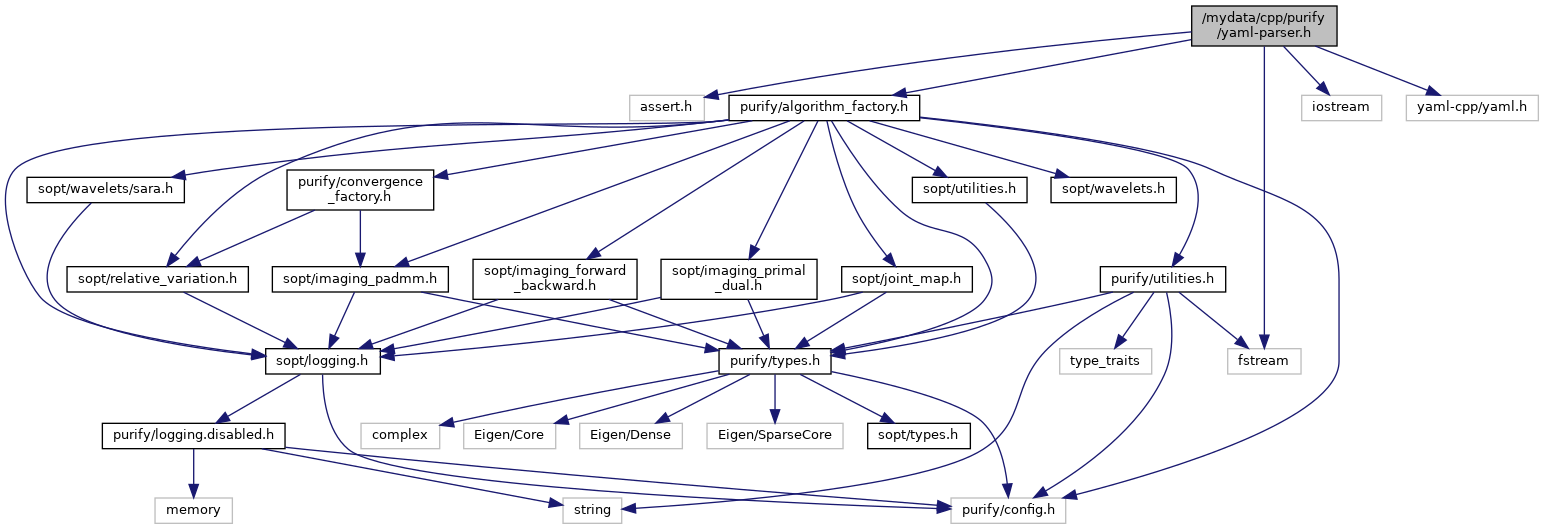 /mydata/cpp/purify
/yaml-parser.h
assert.h
purify/algorithm_factory.h
iostream
yaml-cpp/yaml.h
sopt/wavelets/sara.h
purify/convergence
_factory.h
sopt/utilities.h
sopt/wavelets.h
sopt/relative_variation.h
sopt/imaging_padmm.h
sopt/imaging_forward
_backward.h
sopt/imaging_primal
_dual.h
sopt/joint_map.h
purify/utilities.h
sopt/logging.h
purify/types.h
type_traits
fstream
purify/logging.disabled.h
complex
Eigen/Core
Eigen/Dense
Eigen/SparseCore
sopt/types.h
memory
string
purify/config.h